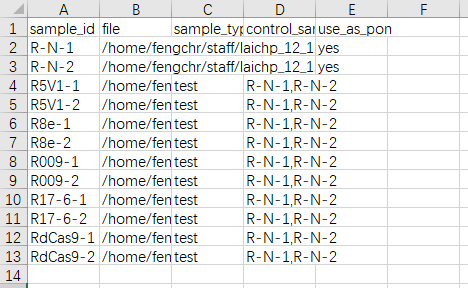 A B C D E F
1 sample_id file sample_typ control_sar use_as_pon
2 R-N-1 /home/fengchr/staff/laichp_12_1 yes
3 R-N-2 /home/fengchr/staff/laichp_12_1 yes
4 R5V1-1 /home/fen test R-N-1,R-N-2
5 R5V1-2 /home/fen test R-N-1,R-N-2
6 R8e-1 /home/fen test R-N-1,R-N-2
7 R8e-2 /home/fen test R-N-1,R-N-2
8 R009-1 /home/fen test R-N-1,R-N-2
9 R009-2 /home/fen test R-N-1,R-N-2
10 R17-6-1 /home/fen test R-N-1,R-N-2
11 R17-6-2 /home/fen test R-N-1,R-N-2
12 RdCas9-1 /home/fen test R-N-1,R-N-2
13 RdCas9-2 /home/fen test R-N-1,R-N-2
14